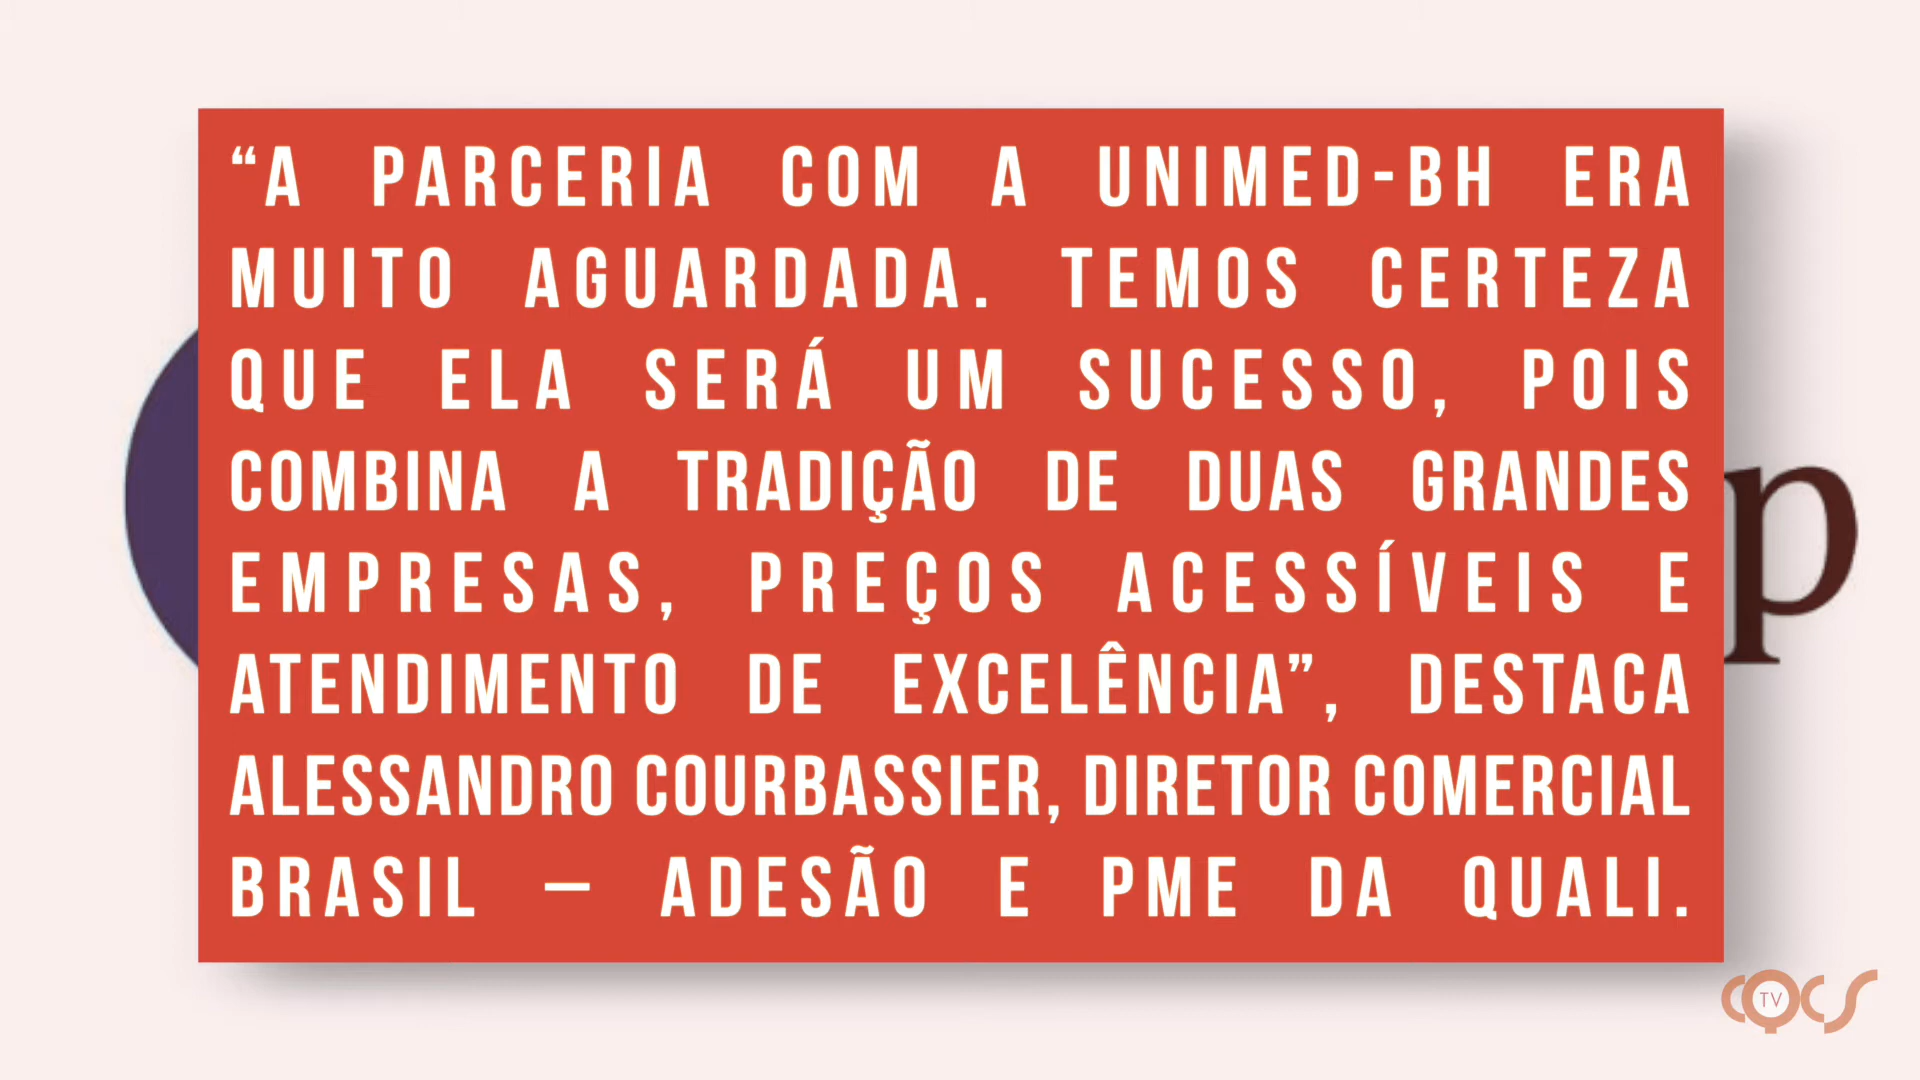 “A PARCERIA COM A UNIMED-BH ERA
MUITO AGUARDADA. TEMOS CERTEZA
QUE ELA SERÁ UM SUCESSO, POIS
COMBINA A TRADIÇÃO DE DUAS GRANDES
EMPRESAS, PREÇOS ACESSÍVEIS E
ATENDIMENTO DE EXCELÊNCIA”, DESTACA
ALESSANDRO COURBASSIER, DIRETOR COMERCIAL
BRASIL – ADESÃO E PME DA QUALI.
p
CQCS
TV